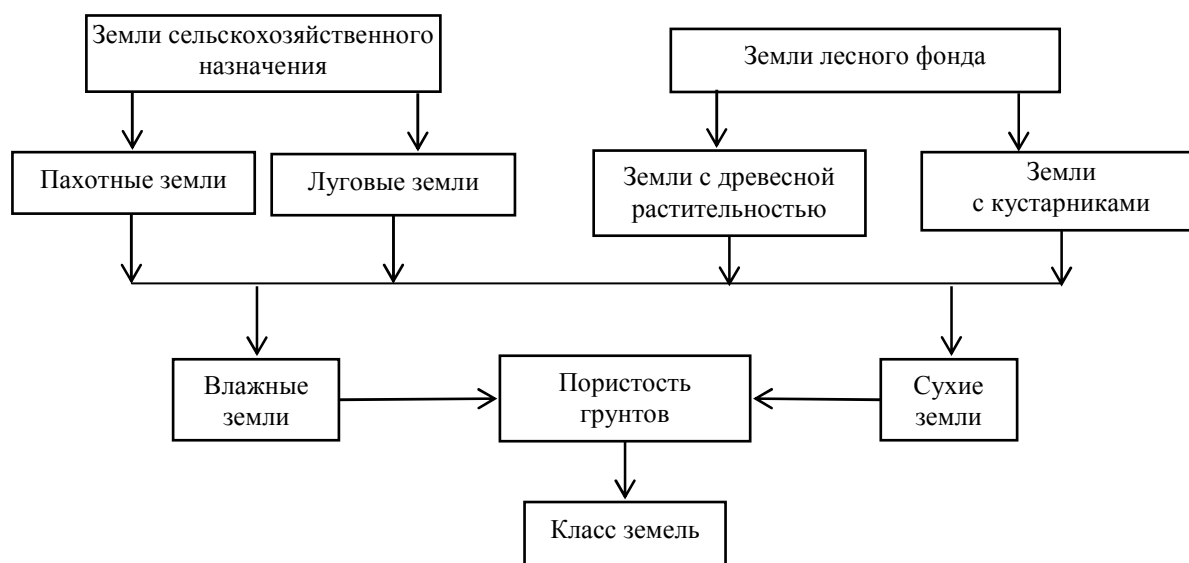 Земли сельскохозяйственного
назначения
Земли лесного фонда
Пахотные земли
Луговые земли
Земли с древесной
растительностью
Земли
с кустарниками
Влажные
земли
Пористость
грунтов
Сухие
земли
Класс земель